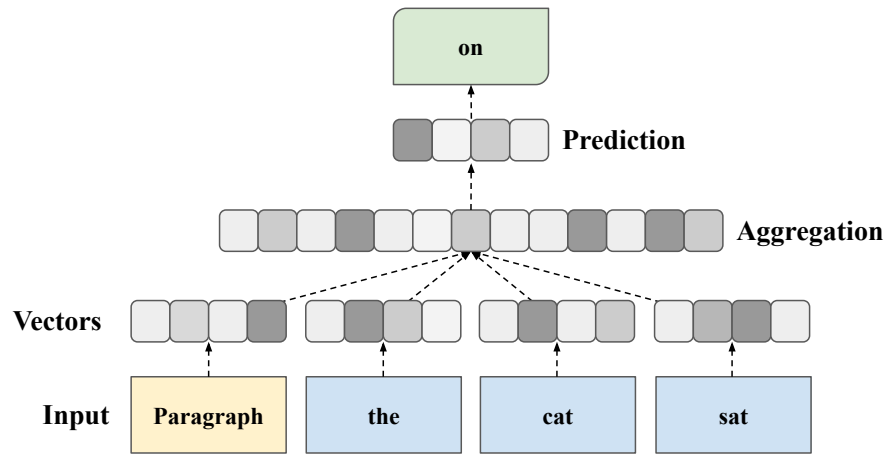 on
Prediction
Aggregation
Vectors
Input
Paragraph
the
cat
sat